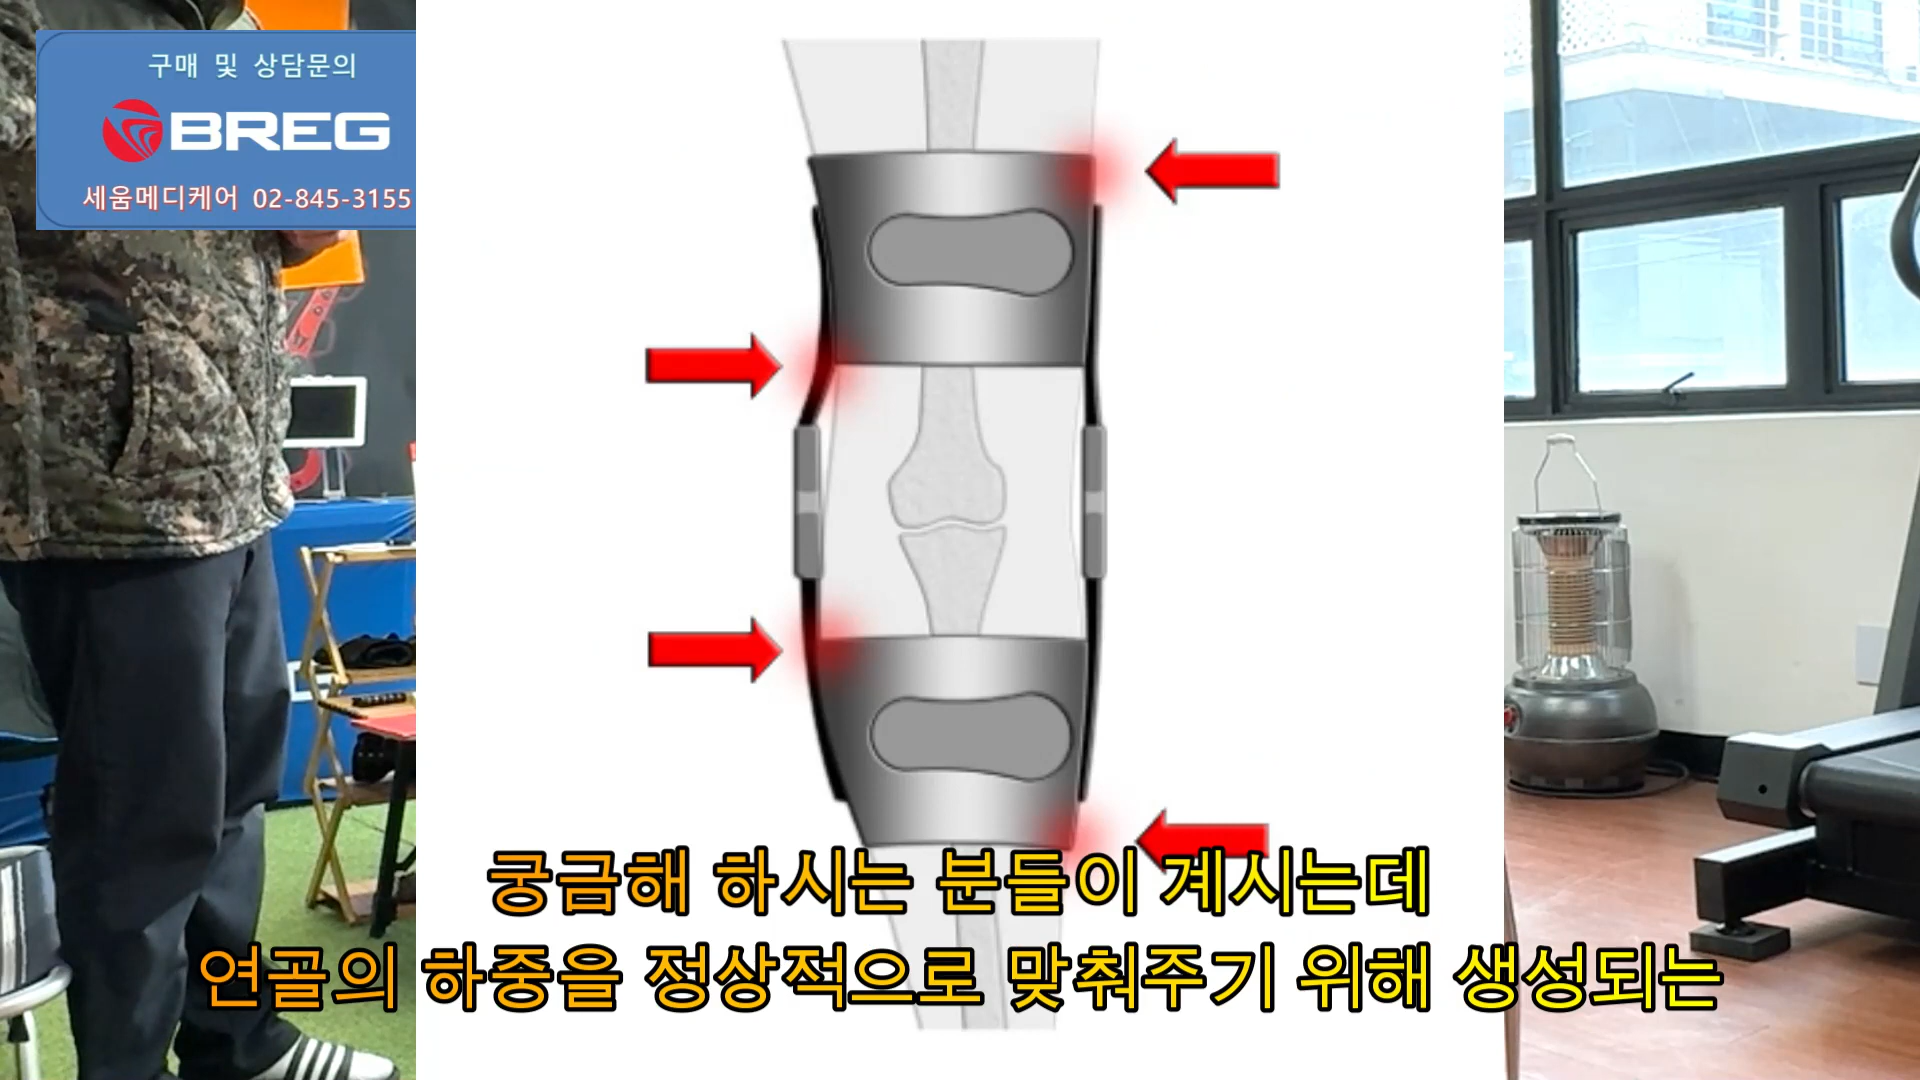 구매 및 상담문의
BREG
세움메디케어 02-845-3155
궁금해 하시는 분들이 계시는데
연골의 하중을 정상적으로 맞춰주기 위해 생성되는